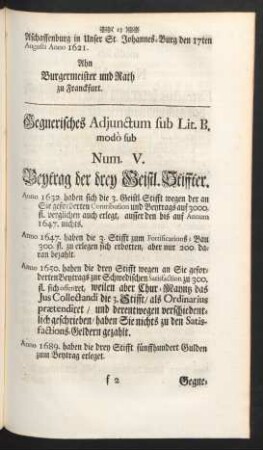 Aschaffenburg in Unser St. Johannes-Burg den 17ten
Augusti Anno 1621.
Ahn
Burgermeister und Rath
zu Franckfurt.
Gegnerisches Adjunctum sub Lit. B.
modò sub
Num. V.
Beytrag der drey Geistl. Stiffter.
Anno 1632. haben sich die 3. Geistl. Stifft wegen der an
Sie gefordertenContribution und Beytrags auf 3000.
fl. verglichen auch erlegt, ausser den bis auf Annum
1647. nichts.
Anno 1647. haben die 3. Stifft zum Fortifications-Bau
300. fl. zu erlegen sich erbotten, aber nur 200 da-
von bezahlt.
Anno 1650. haben die drey Stifft wegen an Sie gefor-
derten Beytrags zur Schwedischen Satisfaction zu 300.
fl. sich offeriret, weilen aber Chur-Mayntz das
Jus Collectandi die 3. Stifft / als Ordinarius
prætendiret / und derentwegen verschiedent-
lich geschrieben / haben Sie nichts zu den Satis-
factions-Geldern gezahlt.
Anno 1689. haben die drey Stifft fünffhundert Gulden
zum Beytrag erleget.
f 2
Gegne-